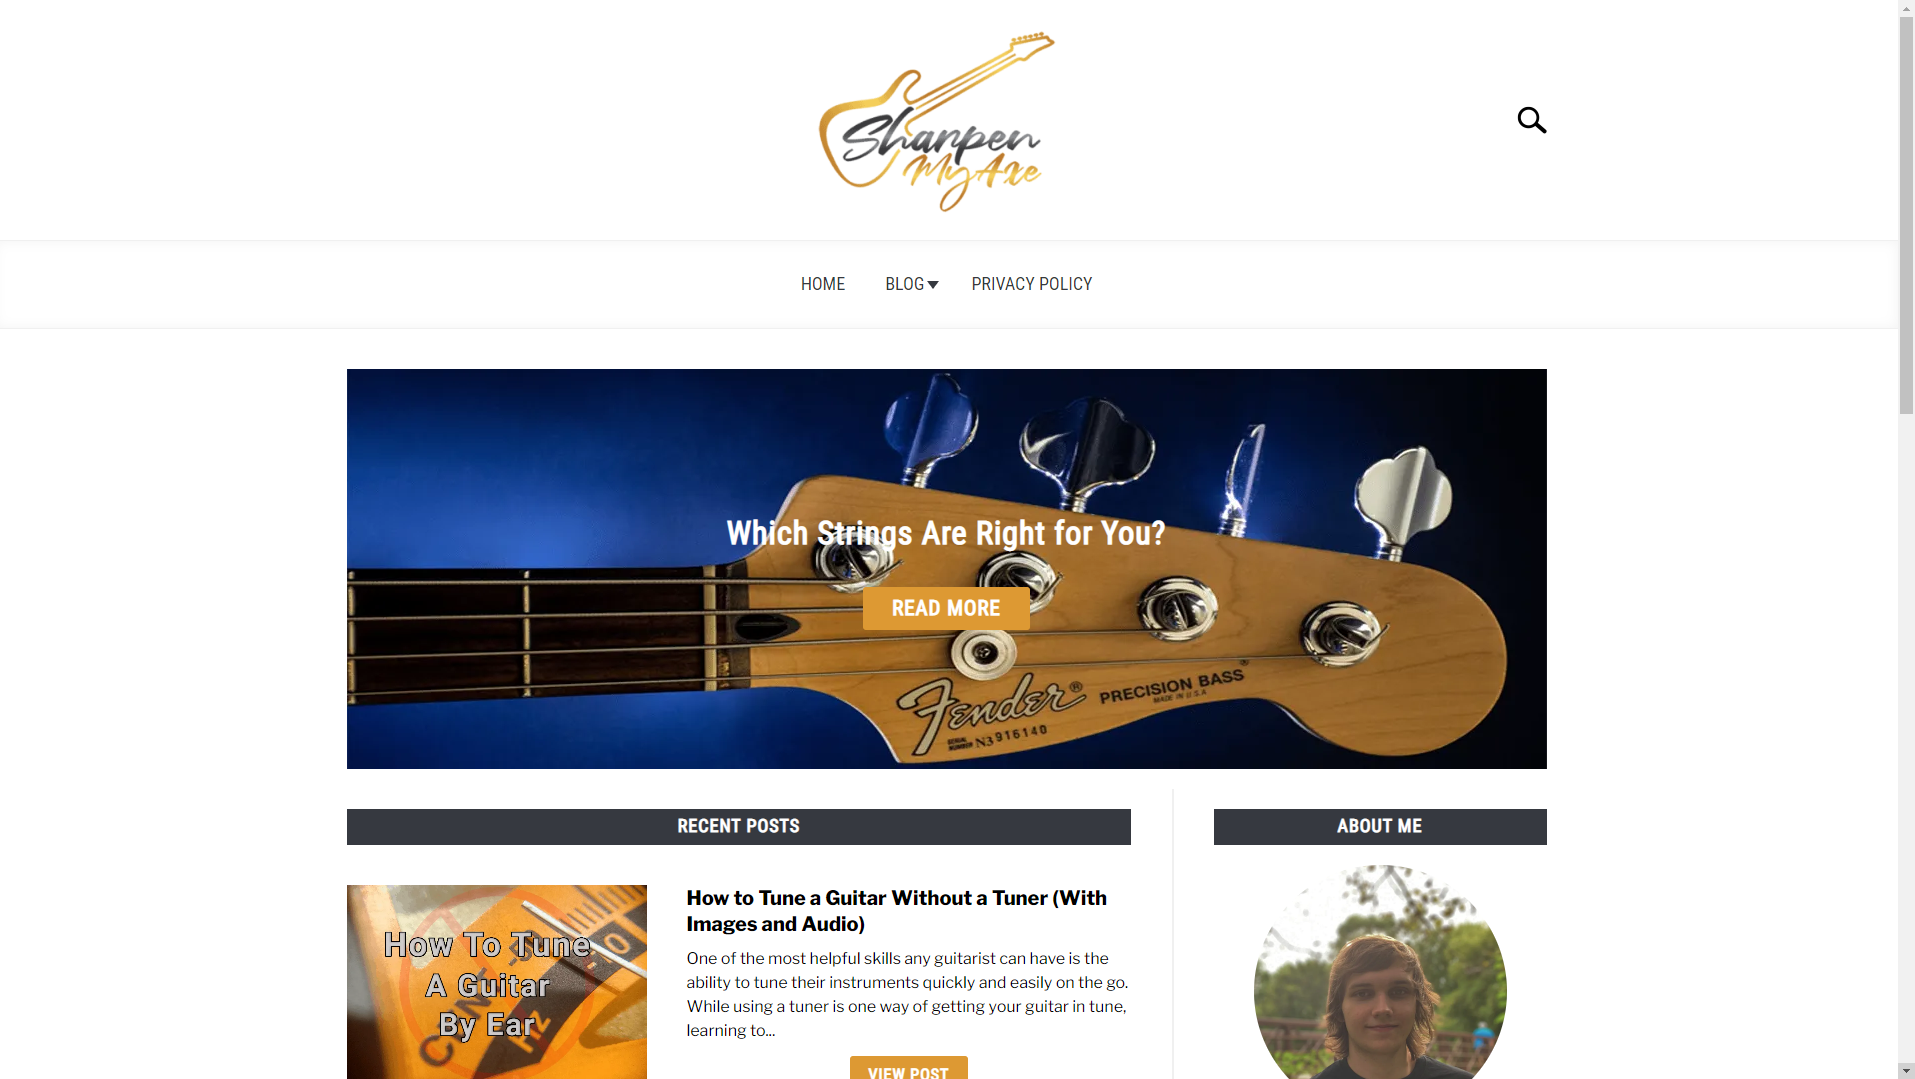 Sharpen
My Axe
HOME
BLOG
PRIVACY POLICY
Which Strings Are Right for You?
READ MORE
Fender®
PRECISION BASS®
MADE IN U.S.A
SERIAL
NUMBER N3916140
RECENT POSTS
ABOUT ME
How To Tune
A Guitar
By Ear
How to Tune a Guitar Without a Tuner (With
Images and Audio)
One of the most helpful skills any guitarist can have is the
ability to tune their instruments quickly and easily on the go.
While using a tuner is one way of getting your guitar in tune,
learning to...
VIEW POST